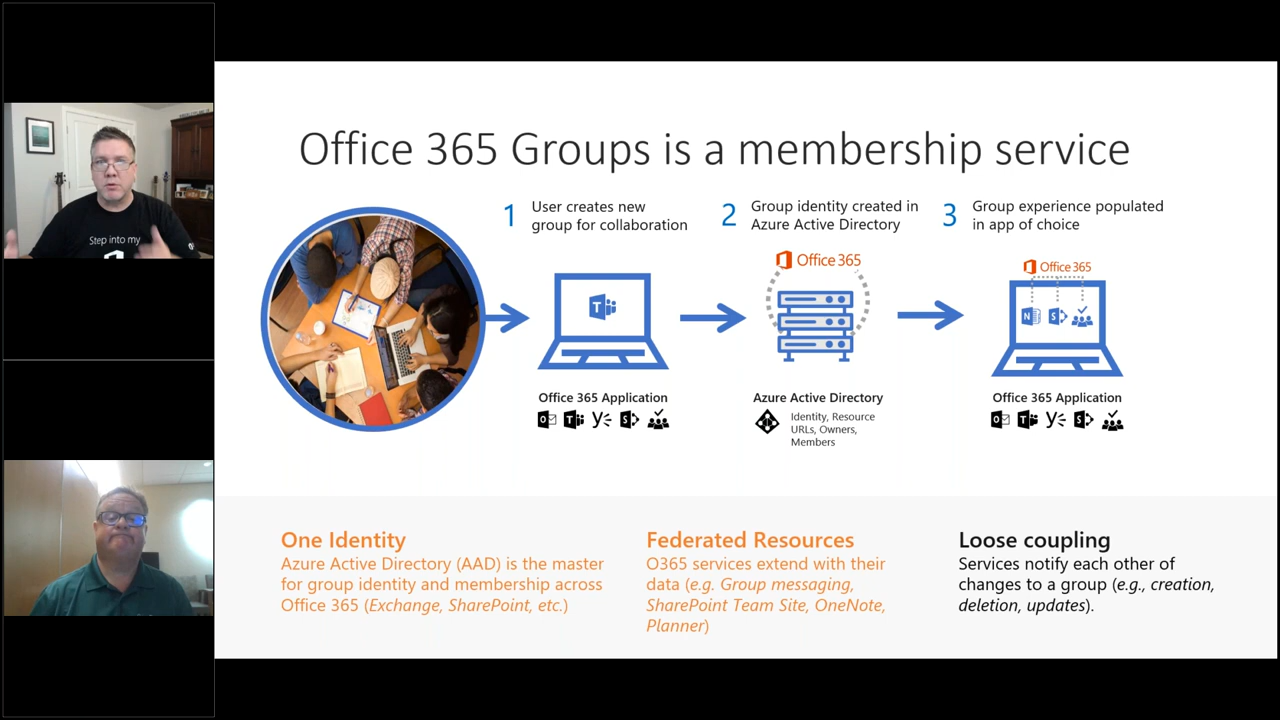 Office 365 Groups is a membership service
1
User creates new
group for collaboration
2
Group identity created in
Azure Active Directory
3
Group experience populated
in app of choice
Office 365
Office 365
Office 365 Application
Azure Active Directory
Identity, Resource
URLs, Owners,
Members
Office 365 Application
One Identity
Azure Active Directory (AAD) is the master
for group identity and membership across
Office 365 (Exchange, SharePoint, etc.)
Federated Resources
O365 services extend with their
data (e.g. Group messaging,
SharePoint Team Site, OneNote,
Planner)
Loose coupling
Services notify each other of
changes to a group (e.g., creation,
deletion, updates).
Step into my